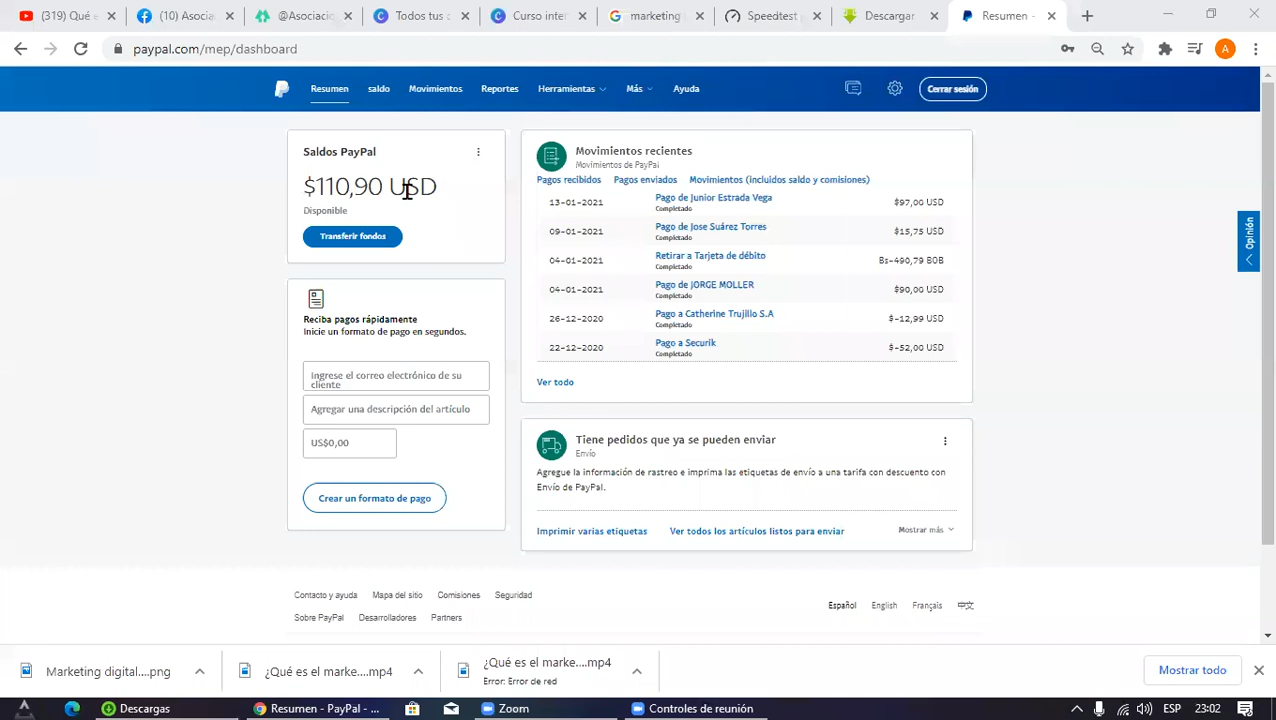 (319) Qué
(10) Asocia
@Asociacio
Todos tus c
Curso inter
marketing
Speedtest p
Descargar
Resumen -
paypal.com/mep/dashboard
A
Resumen saldo Movimientos Reportes Herramientas Más Ayuda Cerrar sesión
Saldos PayPal
$110,90 USD
Disponible
Transferir fondos
Reciba pagos rápidamente
Inicie un formato de pago en segundos.
Ingrese el correo electrónico de su
cliente
Agregar una descripción del artículo
US$0,00
Crear un formato de pago
Movimientos recientes
Movimientos de PayPal
Pagos recibidos Pagos enviados Movimientos (incluidos saldo y comisiones)
13-01-2021 Pago de Junior Estrada Vega $97,00 USD
Completado
09-01-2021 Pago de Jose Suárez Torres $15,75 USD
Completado
04-01-2021 Retirar a Tarjeta de débito Bs-490,79 BOB
Completado
04-01-2021 Pago de JORGE MOLLER $90,00 USD
Completado
26-12-2020 Pago a Catherine Trujillo S.A $-12,99 USD
Completado
22-12-2020 Pago a Securik $-52,00 USD
Completado
Ver todo
Tiene pedidos que ya se pueden enviar
Envío
Agregue la información de rastreo e imprima las etiquetas de envío a una tarifa con descuento con
Envío de PayPal.
Imprimir varias etiquetas Ver todos los artículos listos para enviar Mostrar más
Opinión
Contacto y ayuda Mapa del sitio Comisiones Seguridad
Sobre PayPal Desarrolladores Partners
Español English Français 中文
Marketing digital....png
¿Qué es el marke....mp4
¿Qué es el marke....mp4
Error: Error de red
Mostrar todo
Descargas
Resumen - PayPal - ...
Zoom
Controles de reunión
ESP
23:02